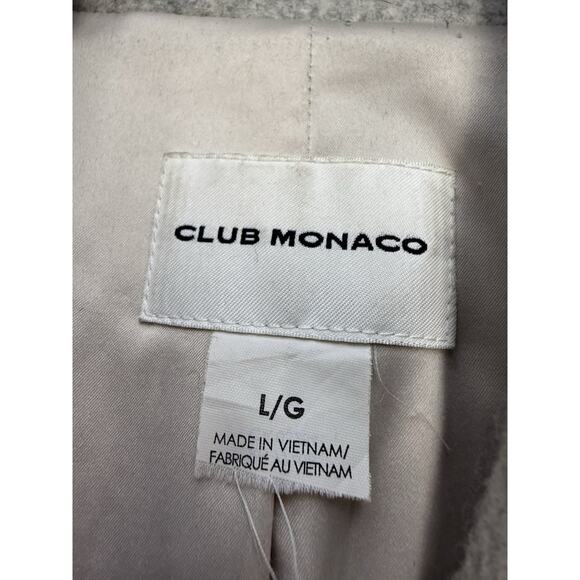 CLUB MONACO
L/G
MADE IN VIETNAM/
FABRIQUÉ AU VIETNAM